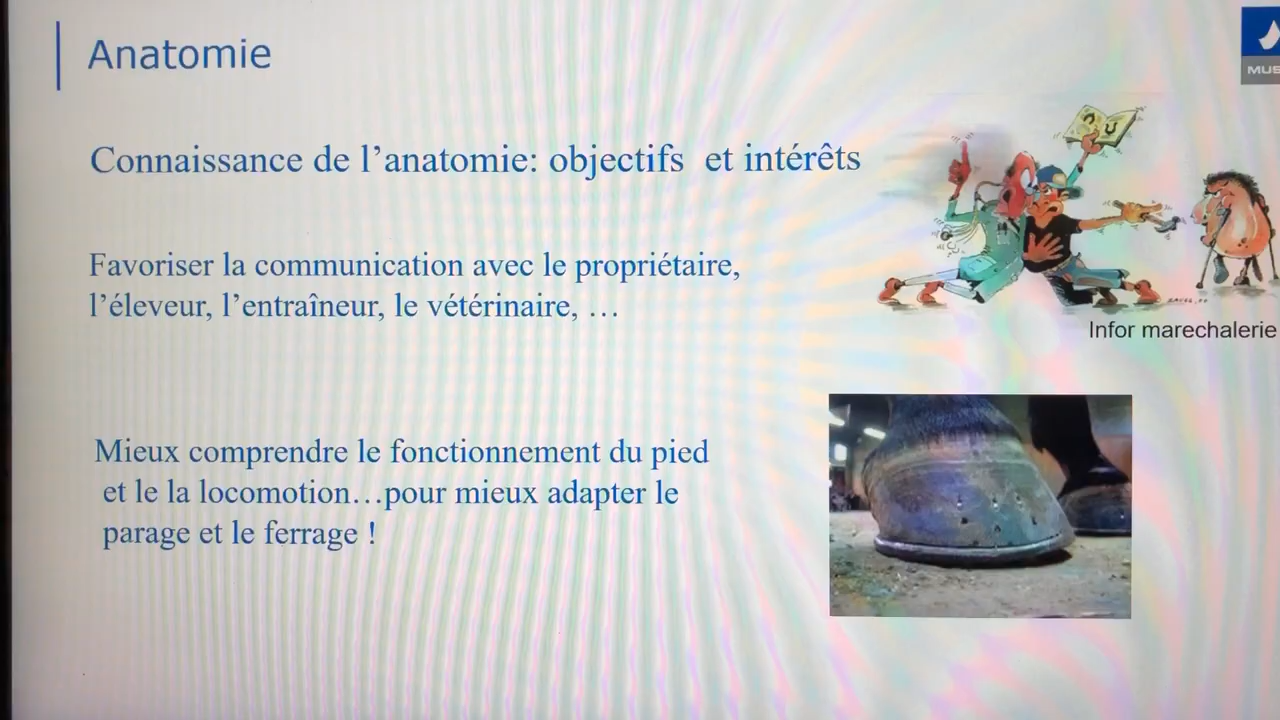 Anatomie
Connaissance de l’anatomie: objectifs  et intérêts
Favoriser la communication avec le propriétaire,
l’éleveur, l’entraîneur, le vétérinaire, …
Infor marechalerie
Mieux comprendre le fonctionnement du pied
et le la locomotion…pour mieux adapter le
parage et le ferrage !